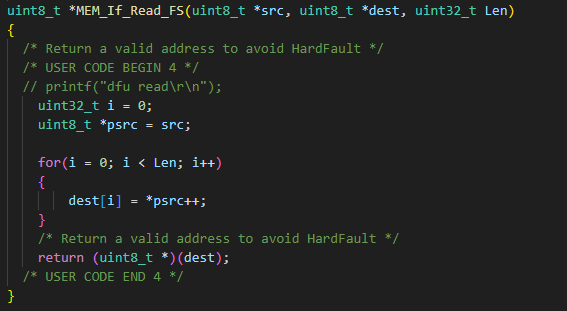 uint8_t *MEM_If_Read_FS(uint8_t *src, uint8_t *dest, uint32_t Len)
{
  /* Return a valid address to avoid HardFault */
  /* USER CODE BEGIN 4 */
  // printf("dfu read\r\n");
    uint32_t i = 0;
    uint8_t *psrc = src;

    for(i = 0; i < Len; i++)
    {
        dest[i] = *psrc++;
    }
    /* Return a valid address to avoid HardFault */
    return (uint8_t *)(dest);
  /* USER CODE END 4 */
}